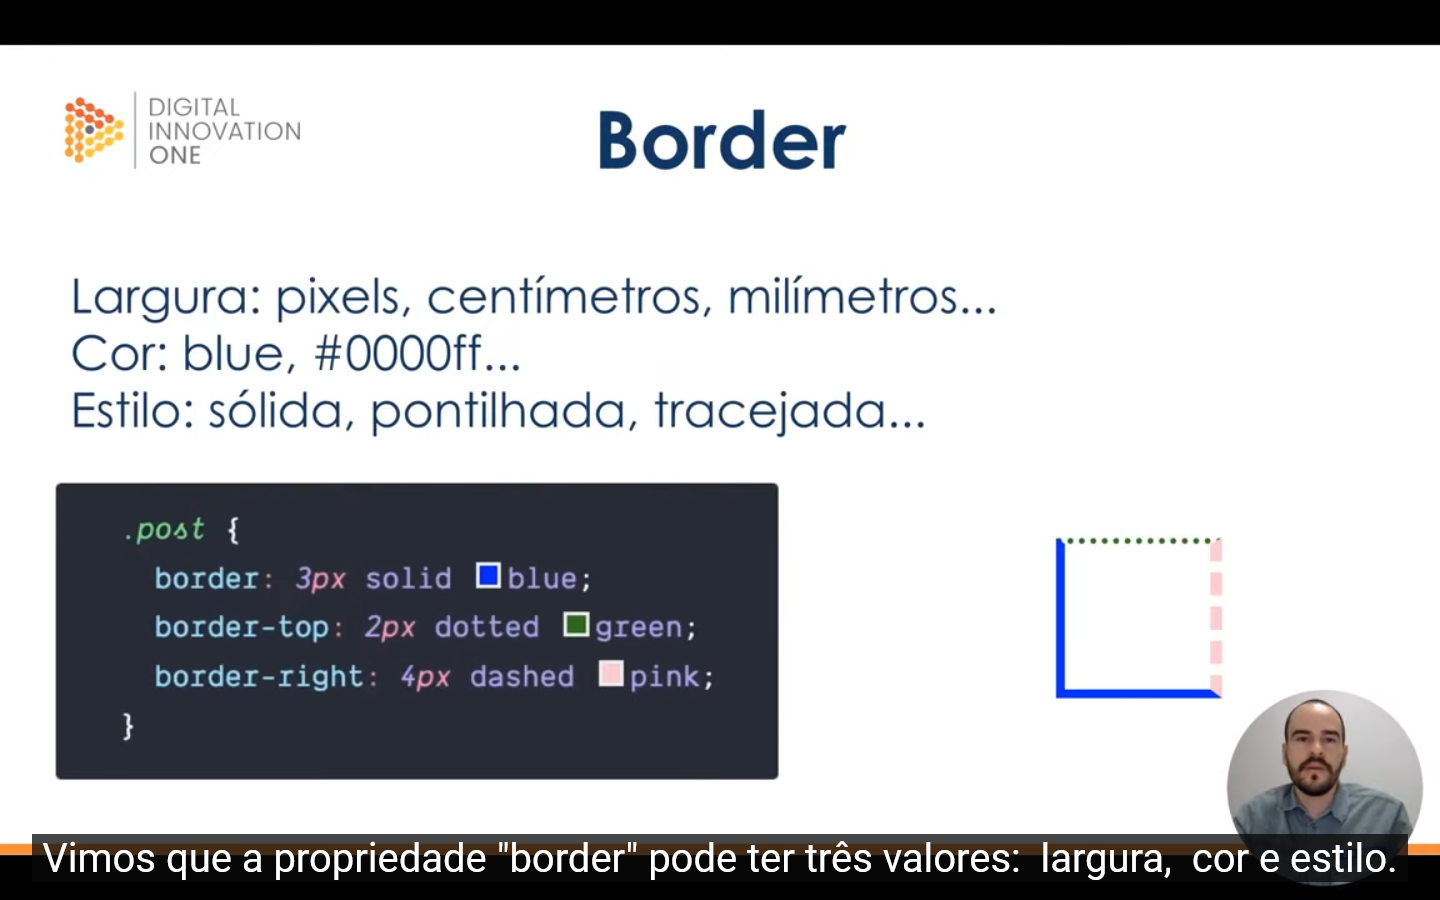 DIGITAL
INNOVATION
ONE
Border
Largura: pixels, centímetros, milímetros...
Cor: blue, #0000ff...
Estilo: sólida, pontilhada, tracejada...
.post {
border: 3px solid blue;
border-top: 2px dotted green;
border-right: 4px dashed pink;
}
Vimos que a propriedade "border" pode ter três valores: largura, cor e estilo.